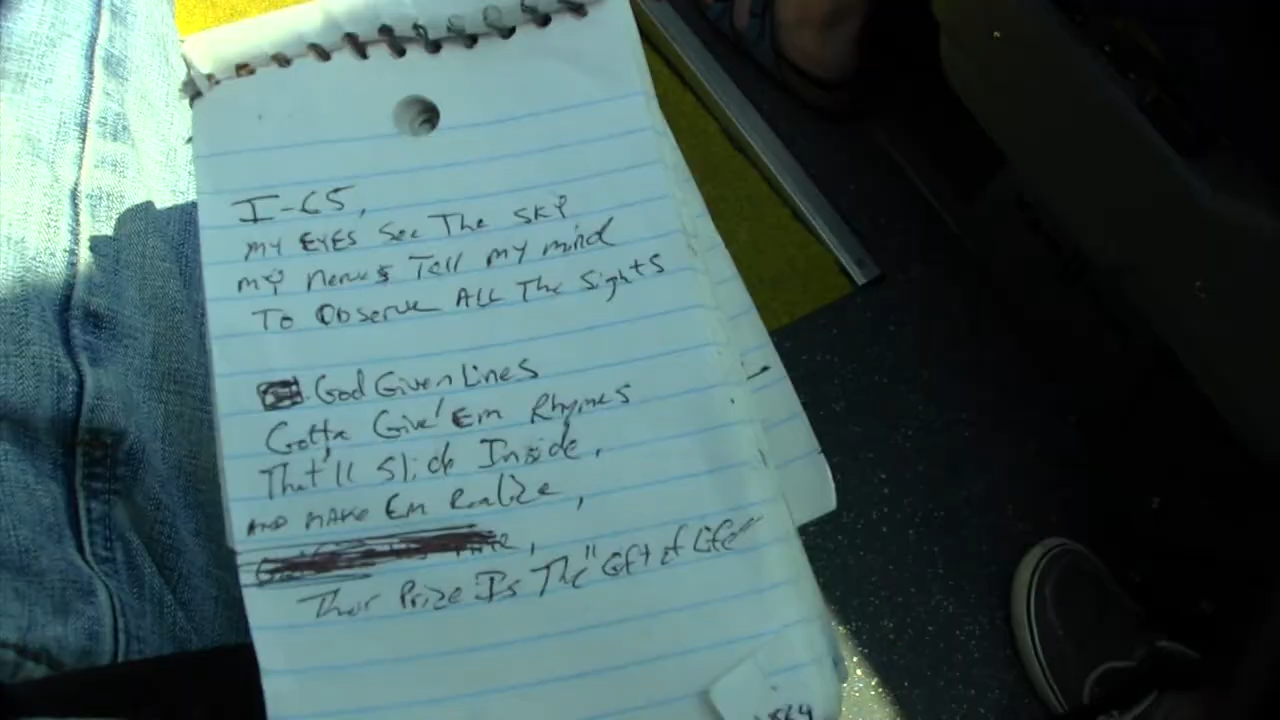 I-65,
MY EYES See The SKY
MY Nerves Tell my mind
To Observe ALL The Sights
God Given Lines
Gotta Give' Em Rhymes
That'll Slide Inside,
AND MAKE Em Realize,
Their Prize Is The "Gift of Life"